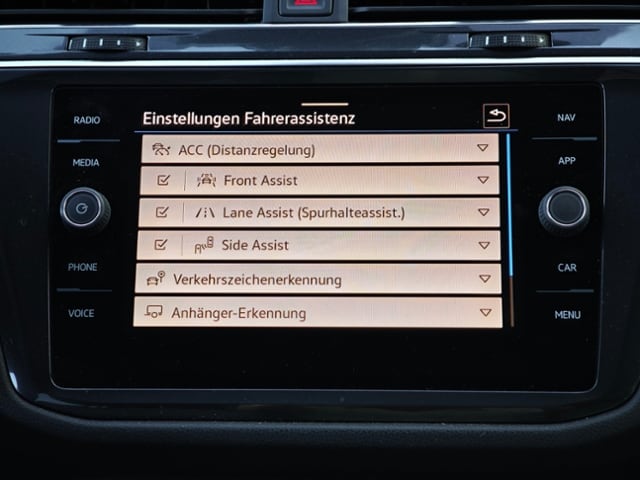 RADIO
MEDIA
PHONE
VOICE
Einstellungen Fahrerassistenz
ACC (Distanzregelung)
Front Assist
Lane Assist (Spurhalteassist.)
Side Assist
Verkehrszeichenerkennung
Anhänger-Erkennung
NAV
APP
CAR
MENU